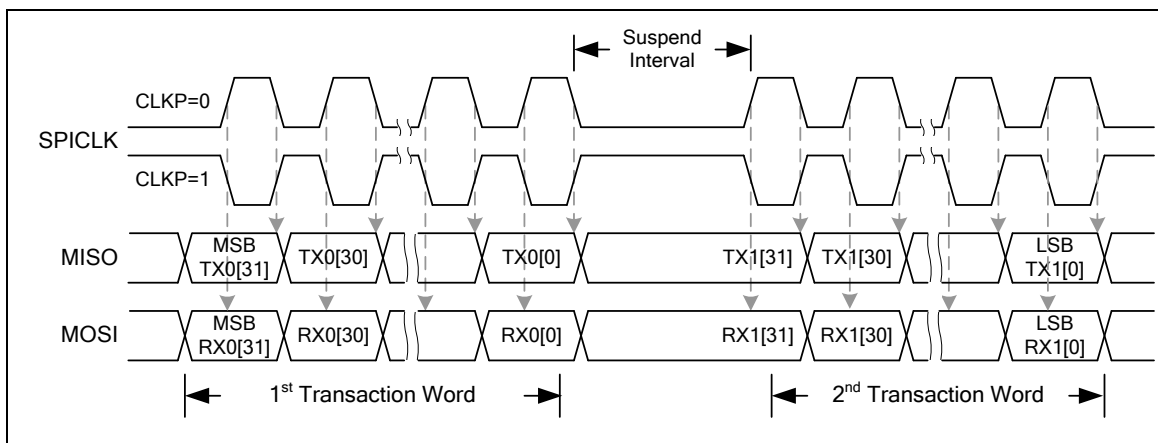 Suspend
Interval
CLKP=0
SPICLK
CLKP=1
MISO
MSB
TX0[31]
TX0[30]
TX0[0]
TX1[31]
TX1[30]
LSB
TX1[0]
MOSI
MSB
RX0[31]
RX0[30]
RX0[0]
RX1[31]
RX1[30]
LSB
RX1[0]
1st Transaction Word
2nd Transaction Word